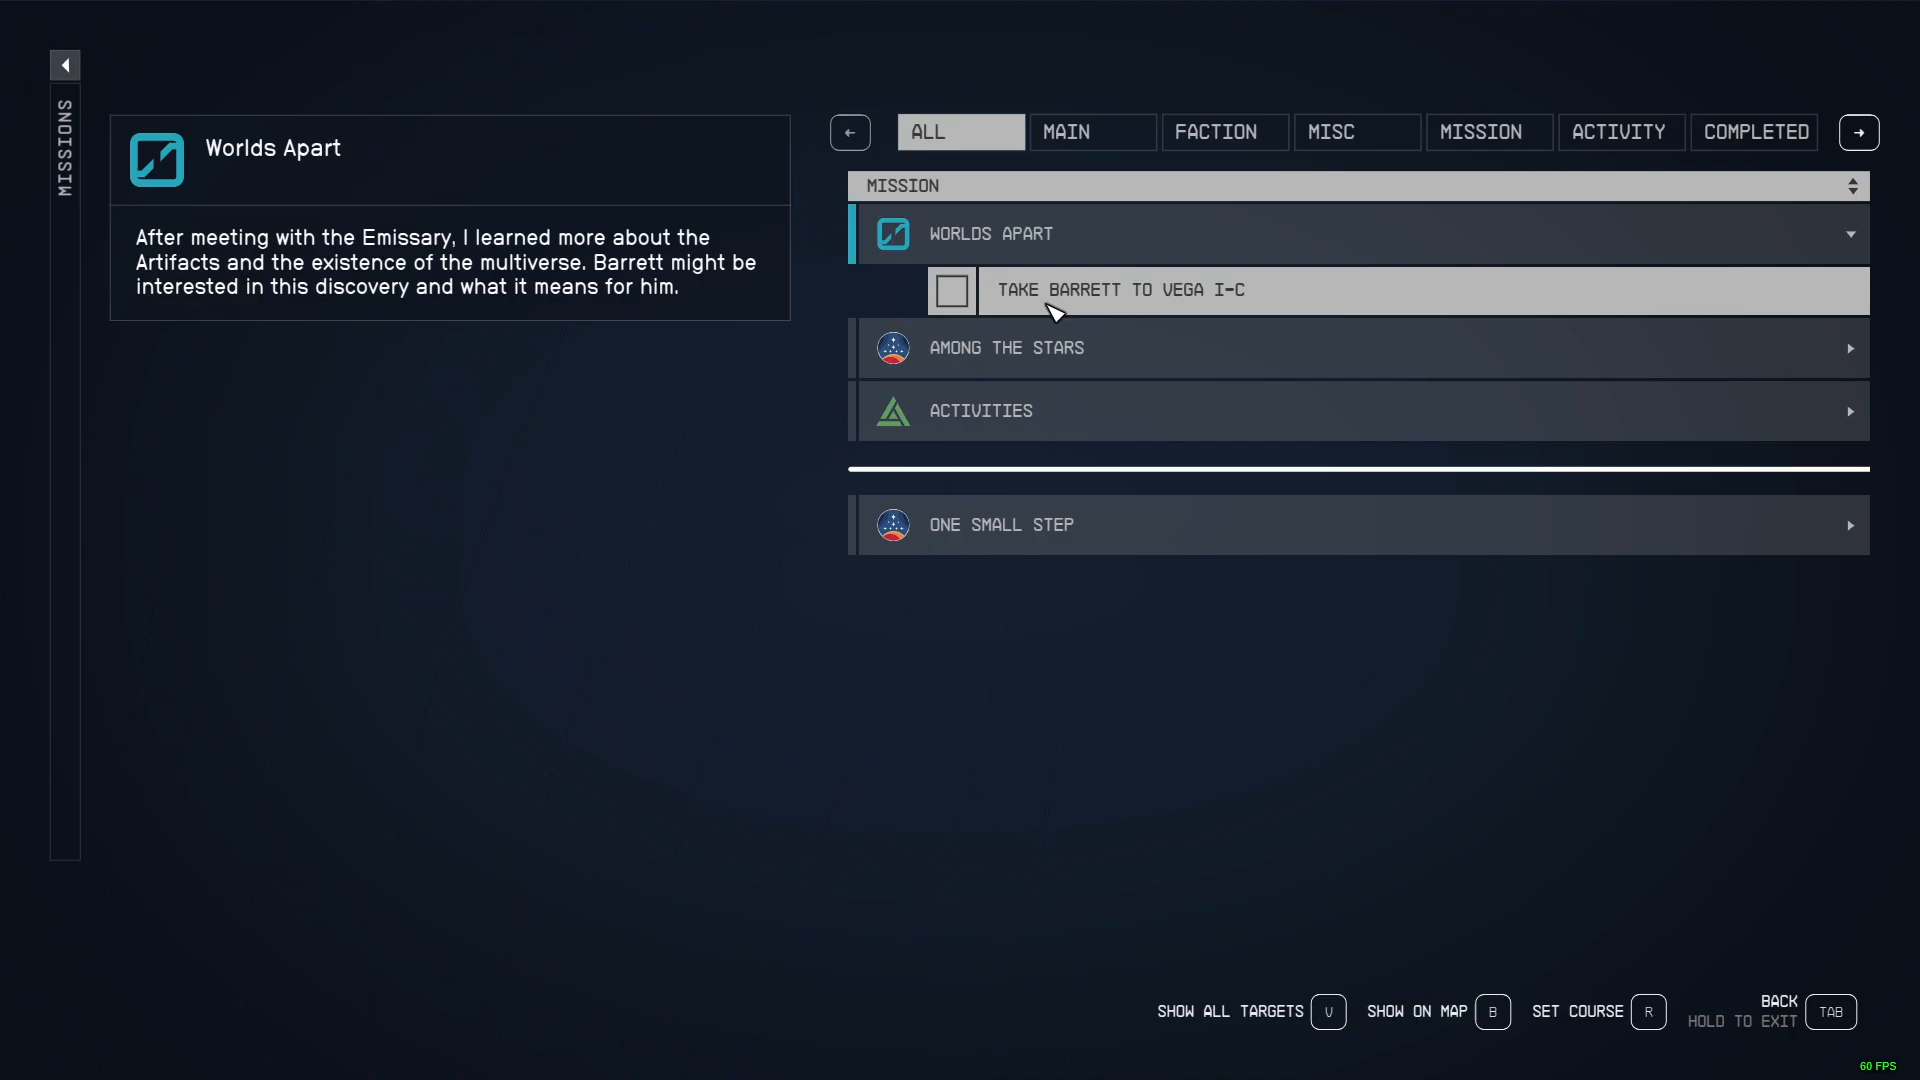 MISSIONS
Worlds Apart
After meeting with the Emissary, I learned more about the
Artifacts and the existence of the multiverse. Barrett might be
interested in this discovery and what it means for him.
ALL MAIN FACTION MISC MISSION ACTIVITY COMPLETED
MISSION
WORLDS APART
TAKE BARRETT TO VEGA I-C
AMONG THE STARS
ACTIVITIES
ONE SMALL STEP
SHOW ALL TARGETS V SHOW ON MAP B SET COURSE R BACK TAB
HOLD TO EXIT
60 FPS